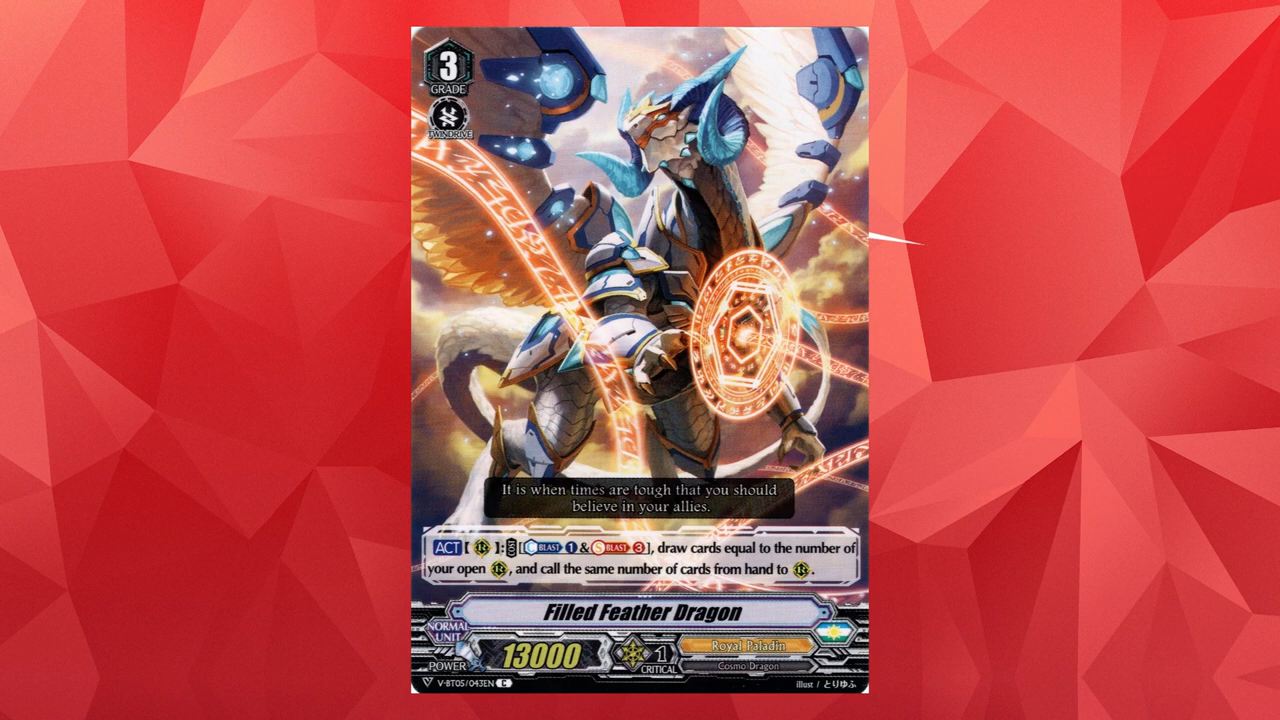 3
GRADE
TWINDRIVE
It is when times are tough that you should
believe in your allies.
ACT [ R ]:COST [C BLAST 1 & S BLAST 3], draw cards equal to the number of
your open R, and call the same number of cards from hand to R.
Filled Feather Dragon
NORMAL
UNIT
POWER 13000 1 CRITICAL
Royal Paladin
Cosmo Dragon
V-BT05/043EN C illust / とりゆふ